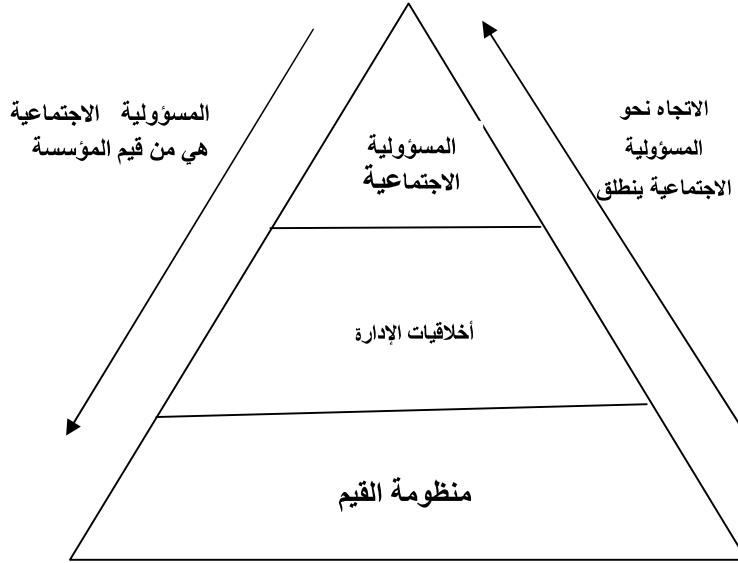 الاتجاه نحو
المسؤولية
الاجتماعية ينطلق
المسؤولية الاجتماعية
هي من قيم المؤسسة
المسؤولية
الاجتماعية
أخلاقيات الإدارة
منظومة القيم